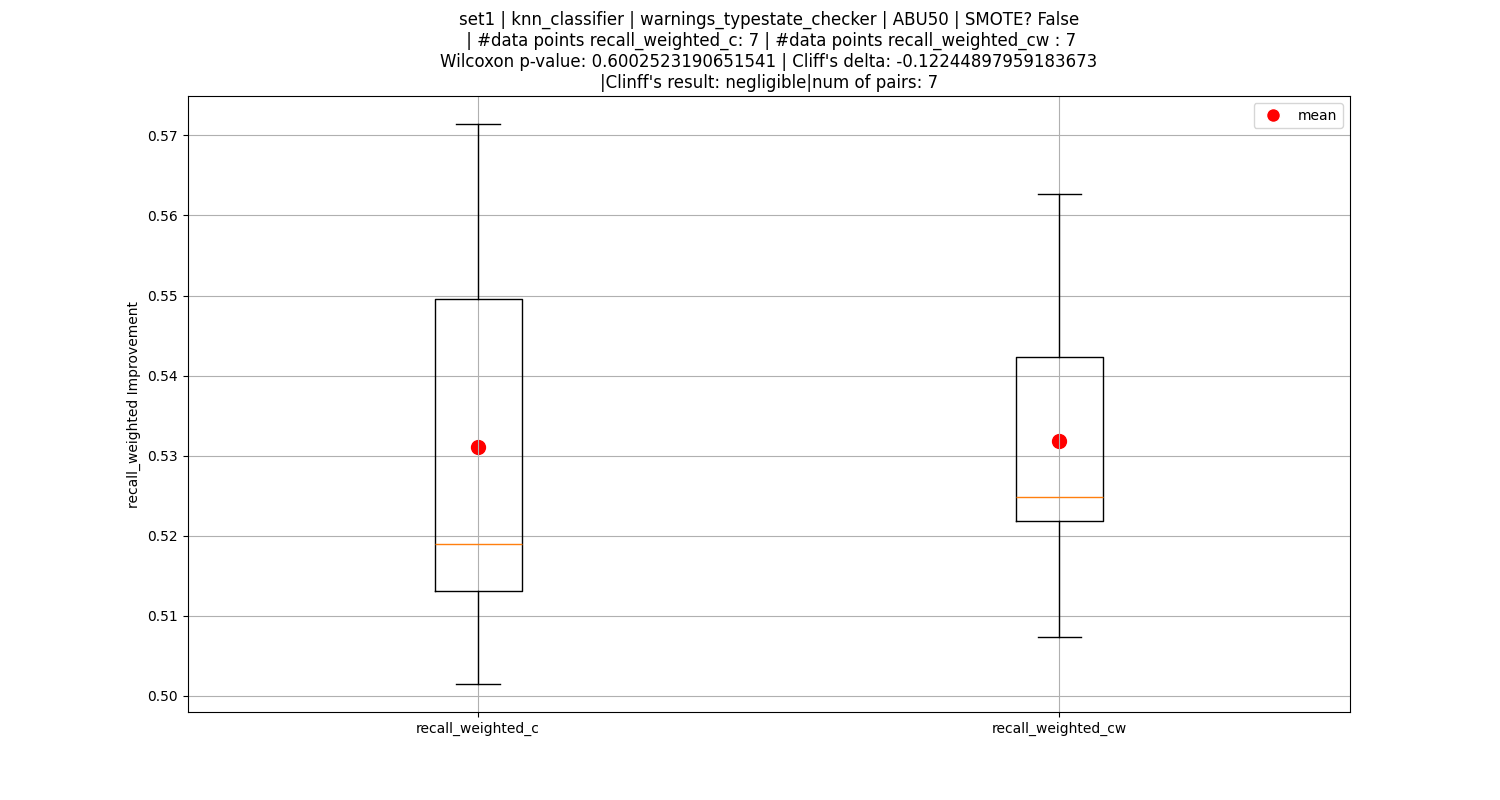 set1 | knn_classifier | warnings_typestate_checker | ABU50 | SMOTE? False
| #data points recall_weighted_c: 7 | #data points recall_weighted_cw : 7
Wilcoxon p-value: 0.6002523190651541 | Cliff's delta: -0.12244897959183673
|Clinff's result: negligible|num of pairs: 7
mean
0.57
0.56
0.55
0.54
0.53
0.52
0.51
0.50
recall_weighted Improvement
recall_weighted_c
recall_weighted_cw